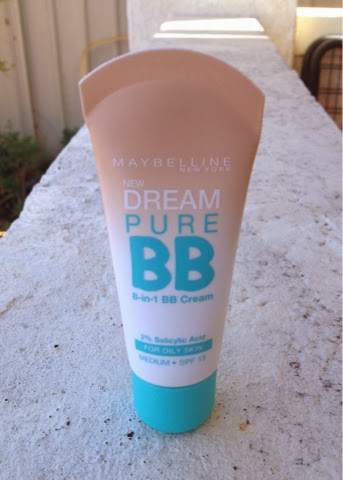 MAYBELLINE
NEW YORK
NEW
DREAM
PURE
BB
8-in-1 BB Cream
2% Salicylic Acid
FOR OILY SKIN
MEDIUM • SPF 15